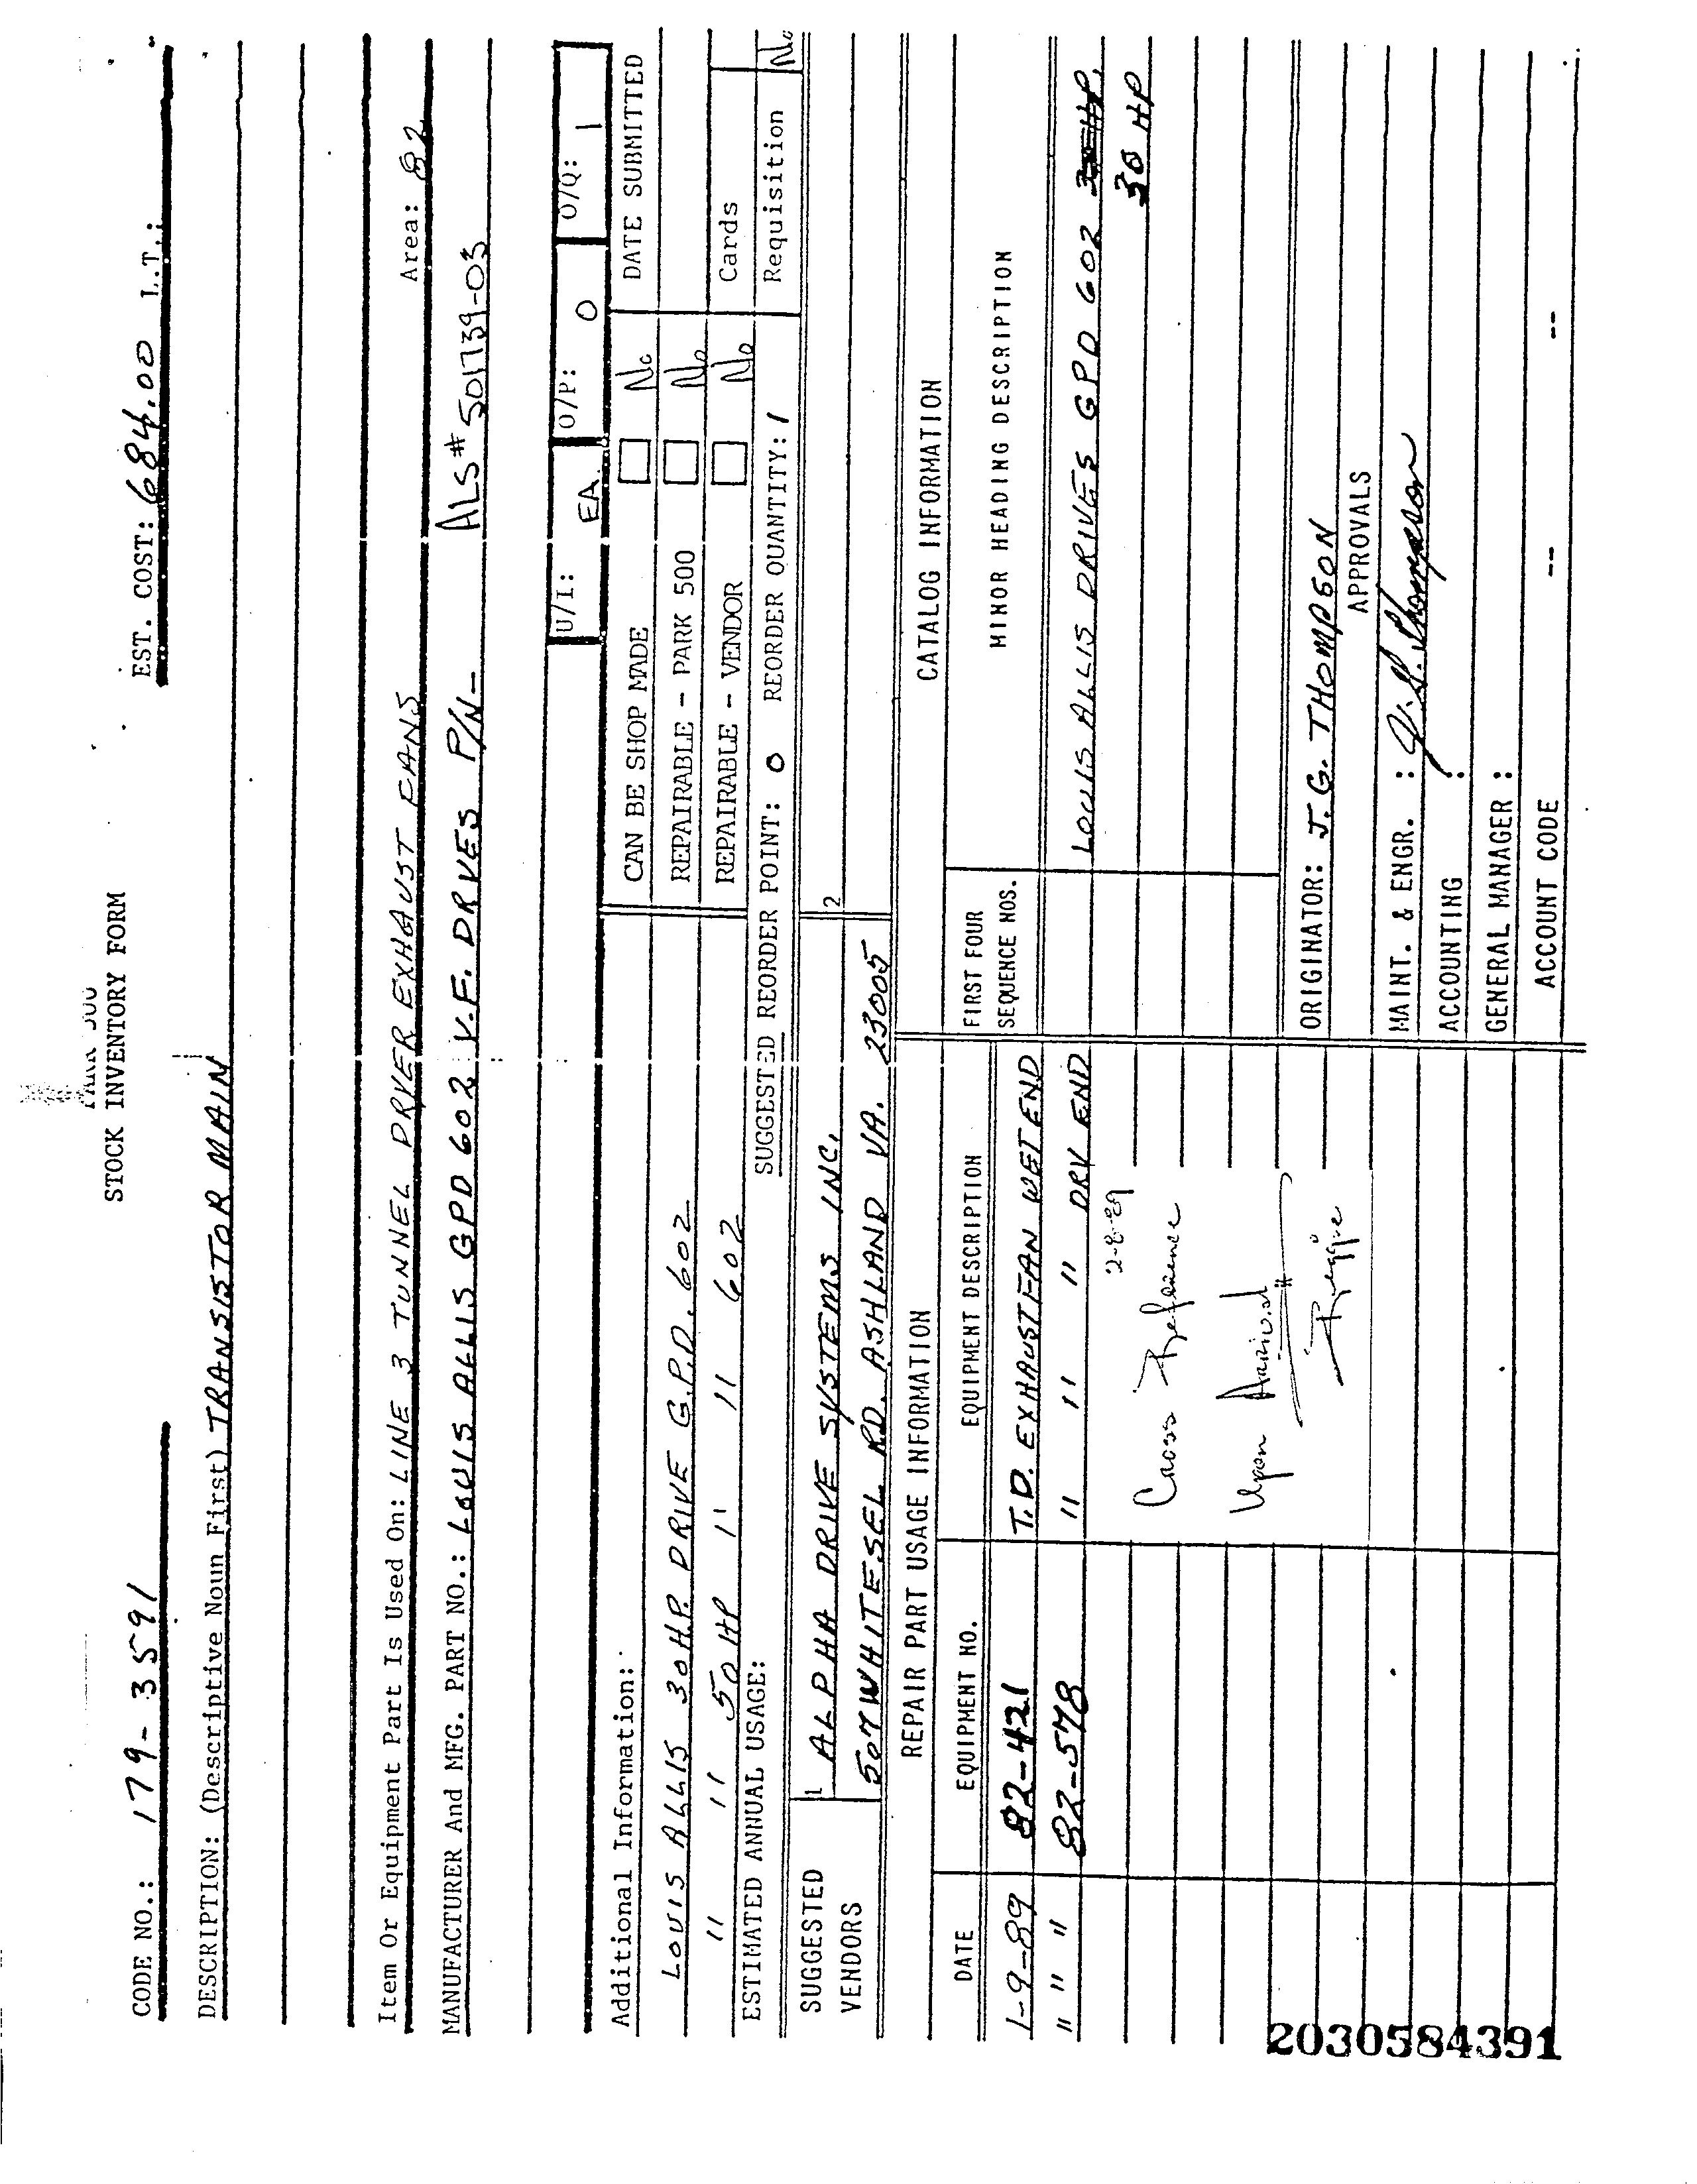 STOCK INVENTORY FORM
CODE NO.: 179-3591 EST. COST: 684.00 L.T.:
DESCRIPTION: (Descriptive Noun First) TRANSISTOR MAIN
Item Or Equipment Part Is Used On: LINE 3 TUNNEL DRYER EXHAUST FANS Area: 82
MANUFACTURER And MFG. PART NO.: LOUIS ALLIS GPD 602 V.F. DRVES P/N- ALS# 501739-03
U/I: EA. O/P: 0 O/Q: 1
Additional Information: CAN BE SHOP MADE No DATE SUBMITTED
LOUIS ALLIS 30 H.P. DRIVE G.P.D. 602 REPAIRABLE - PARK 500 No
" " 50 HP " " 602 REPAIRABLE - VENDOR No Cards
ESTIMATED ANNUAL USAGE: SUGGESTED REORDER POINT: 0 REORDER QUANTITY: 1 Requisition No
SUGGESTED VENDORS
1 ALPHA DRIVE SYSTEMS INC. 2
507 WHITESEL RD. ASHLAND VA. 23005
REPAIR PART USAGE INFORMATION CATALOG INFORMATION
DATE EQUIPMENT NO. EQUIPMENT DESCRIPTION FIRST FOUR SEQUENCE NOS. MINOR HEADING DESCRIPTION
1-9-89 82-421 T.D. EXHAUST FAN WET END
" " " 82-578 " " " " DRY END LOUIS ALLIS DRIVES GPD 602
2-8-89 30 HP
Cross Reference
Upon Arrival
ORIGINATOR: J.G. THOMPSON
APPROVALS
MAINT. & ENGR. : J. G. Thompson
ACCOUNTING :
GENERAL MANAGER :
ACCOUNT CODE -- --
2030584391